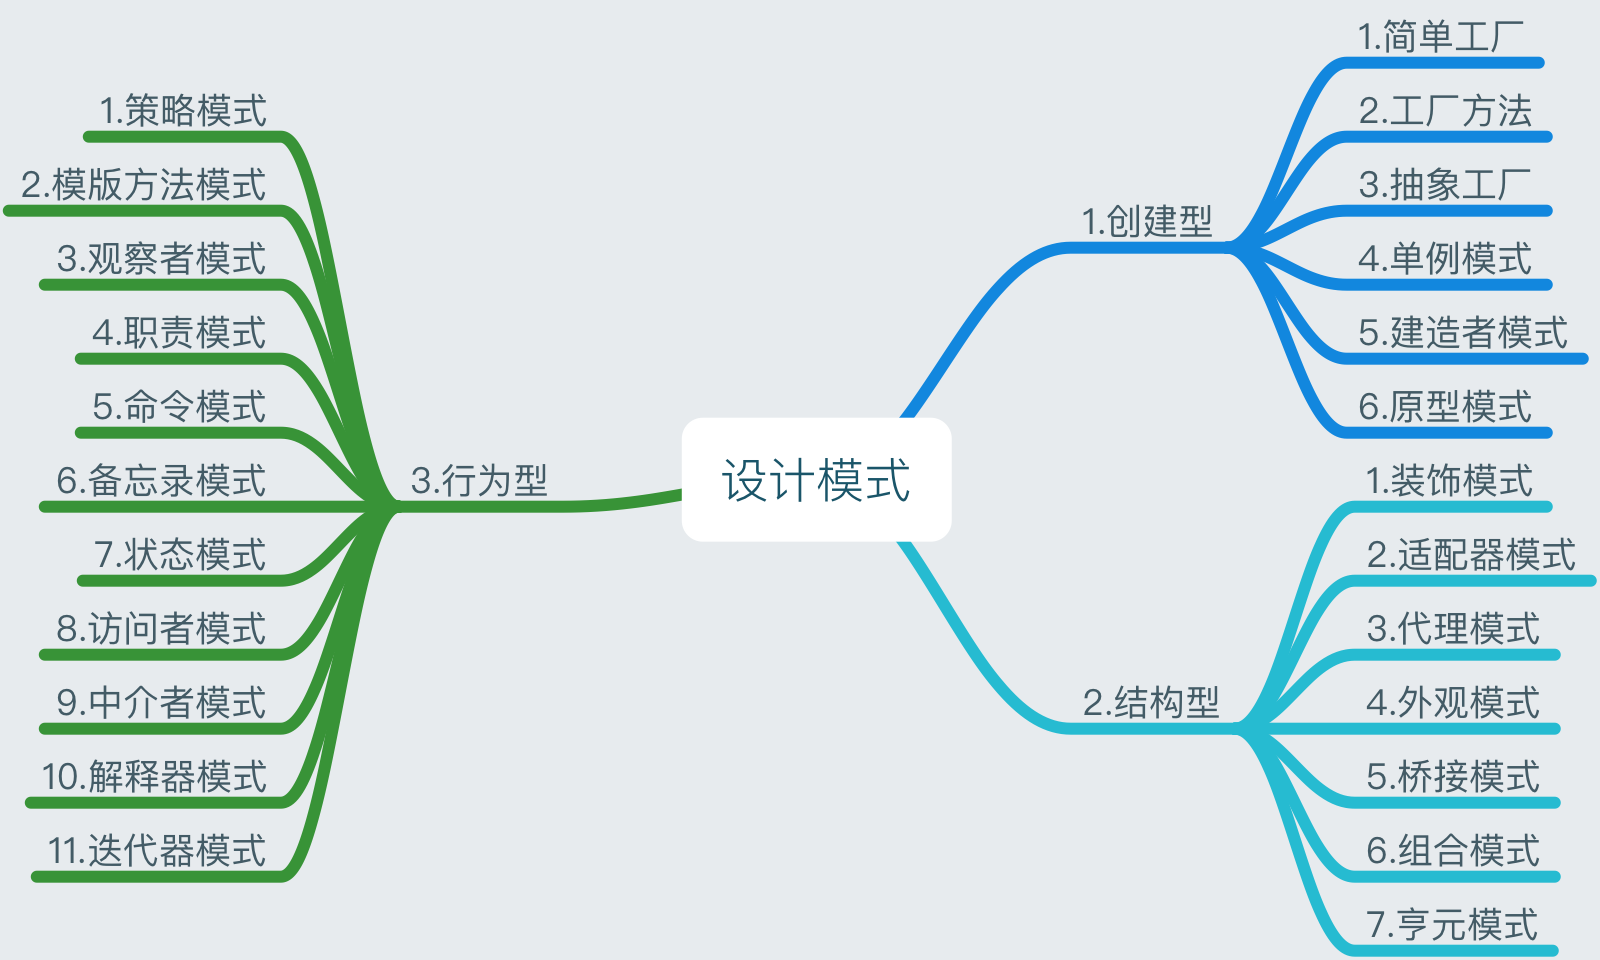 设计模式
1.创建型
1.简单工厂
2.工厂方法
3.抽象工厂
4.单例模式
5.建造者模式
6.原型模式
2.结构型
1.装饰模式
2.适配器模式
3.代理模式
4.外观模式
5.桥接模式
6.组合模式
7.亨元模式
3.行为型
1.策略模式
2.模版方法模式
3.观察者模式
4.职责模式
5.命令模式
6.备忘录模式
7.状态模式
8.访问者模式
9.中介者模式
10.解释器模式
11.迭代器模式